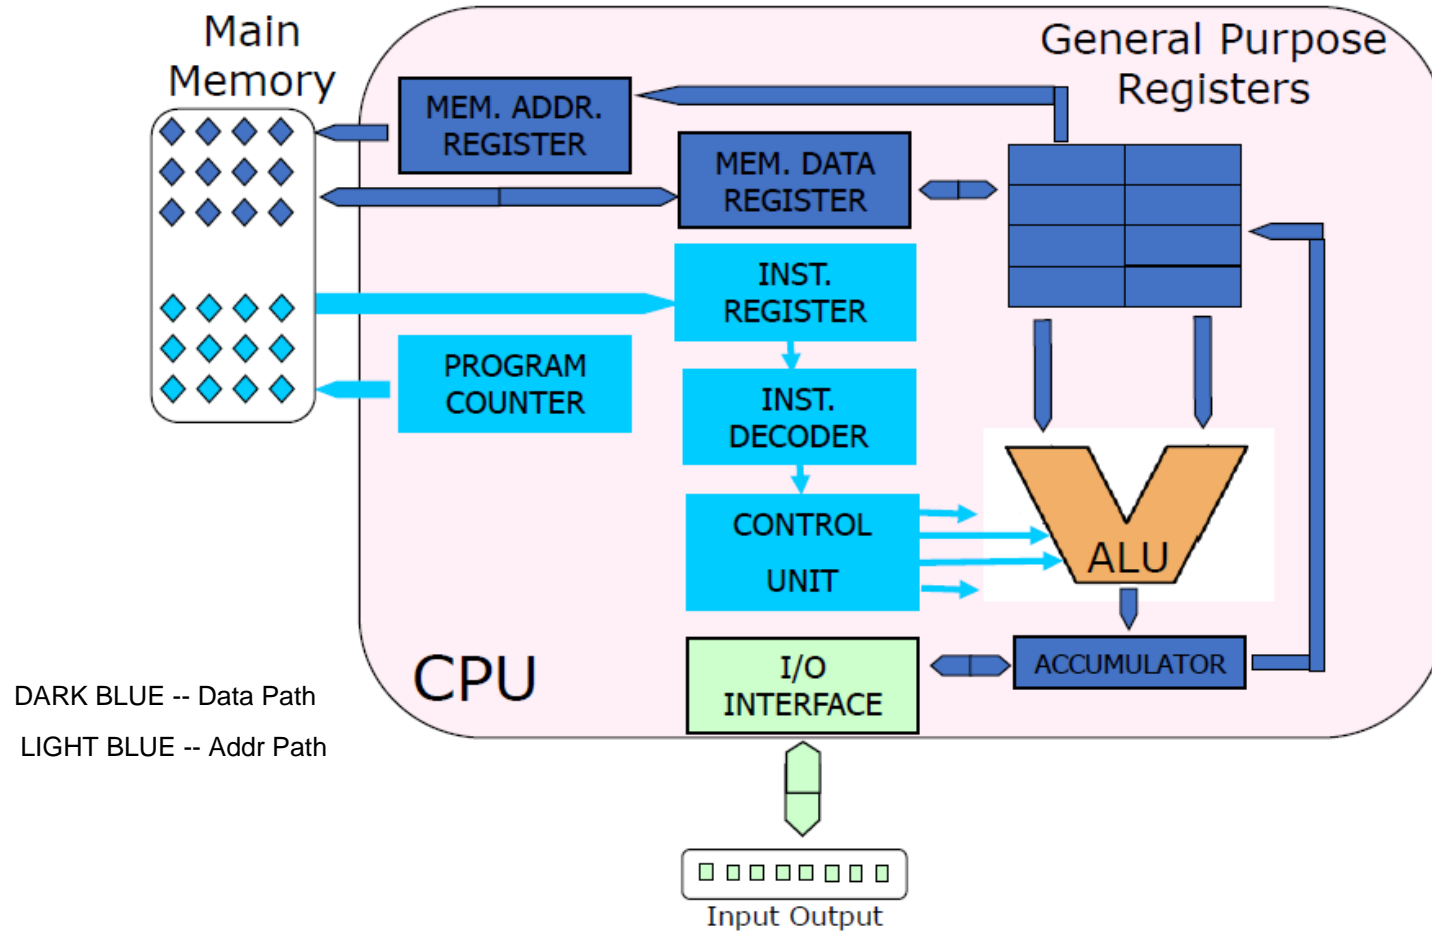 Main
Memory
General Purpose
Registers
MEM. ADDR.
REGISTER
MEM. DATA
REGISTER
INST.
REGISTER
PROGRAM
COUNTER
INST.
DECODER
CONTROL
UNIT
ALU
ACCUMULATOR
I/O
INTERFACE
CPU
DARK BLUE -- Data Path
LIGHT BLUE -- Addr Path
Input Output